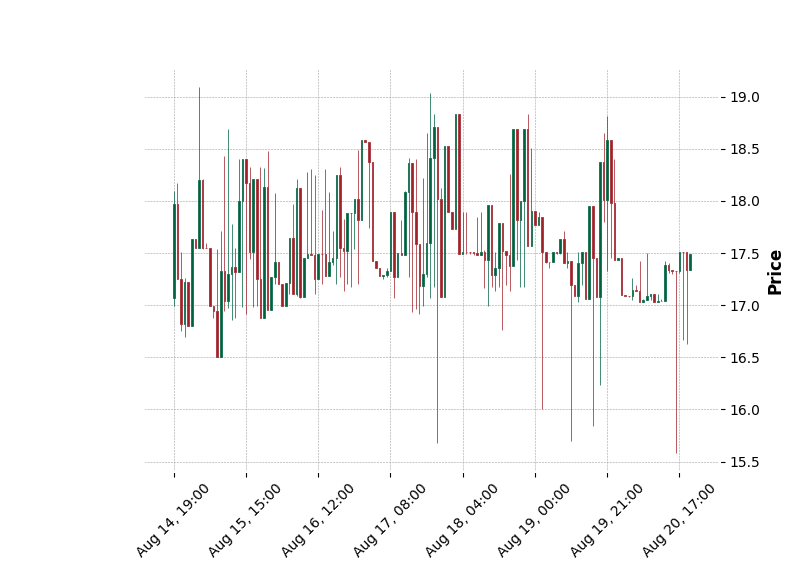 19.0
18.5
18.0
17.5
17.0
16.5
16.0
15.5
Price
Aug 14, 19:00
Aug 15, 15:00
Aug 16, 12:00
Aug 17, 08:00
Aug 18, 04:00
Aug 19, 00:00
Aug 19, 21:00
Aug 20, 17:00